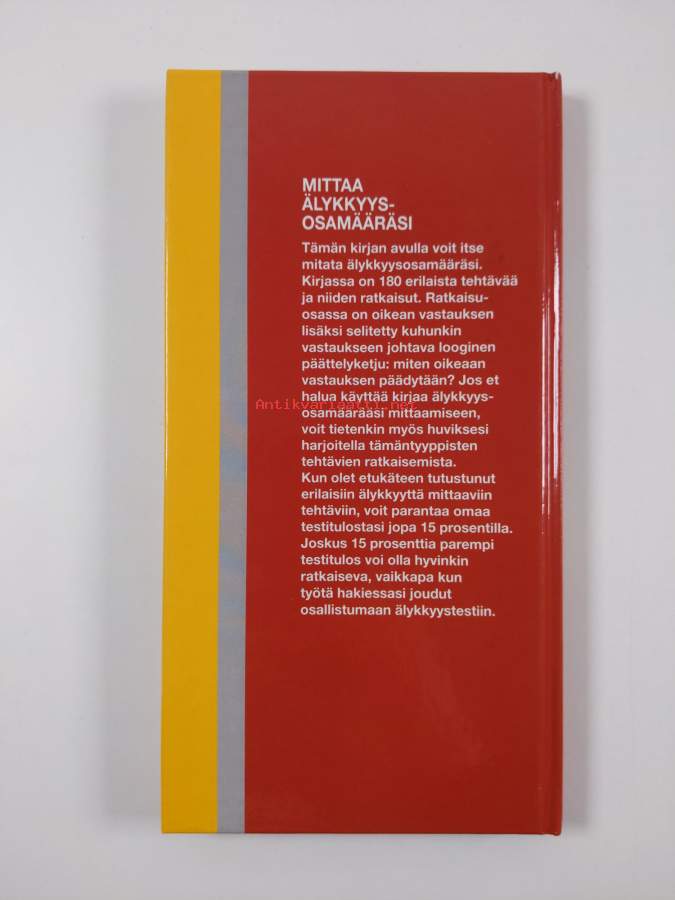 MITTAA
ÄLYKKYYS-
OSAMÄÄRÄSI
Tämän kirjan avulla voit itse
mitata älykkyysosamääräsi.
Kirjassa on 180 erilaista tehtävää
ja niiden ratkaisut. Ratkaisu-
osassa on oikean vastauksen
lisäksi selitetty kuhunkin
vastaukseen johtava looginen
päättelyketju: miten oikeaan
vastauksen päädytään? Jos et
halua käyttää kirjaa älykkyys-
Antikvariaatti.net
osamäärääsi mittaamiseen,
voit tietenkin myös huviksesi
harjoitella tämäntyyppisten
tehtävien ratkaisemista.
Kun olet etukäteen tutustunut
erilaisiin älykkyyttä mittaaviin
tehtäviin, voit parantaa omaa
testitulostasi jopa 15 prosentilla.
Joskus 15 prosenttia parempi
testitulos voi olla hyvinkin
ratkaiseva, vaikkapa kun
työtä hakiessasi joudut
osallistumaan älykkyystestiin.